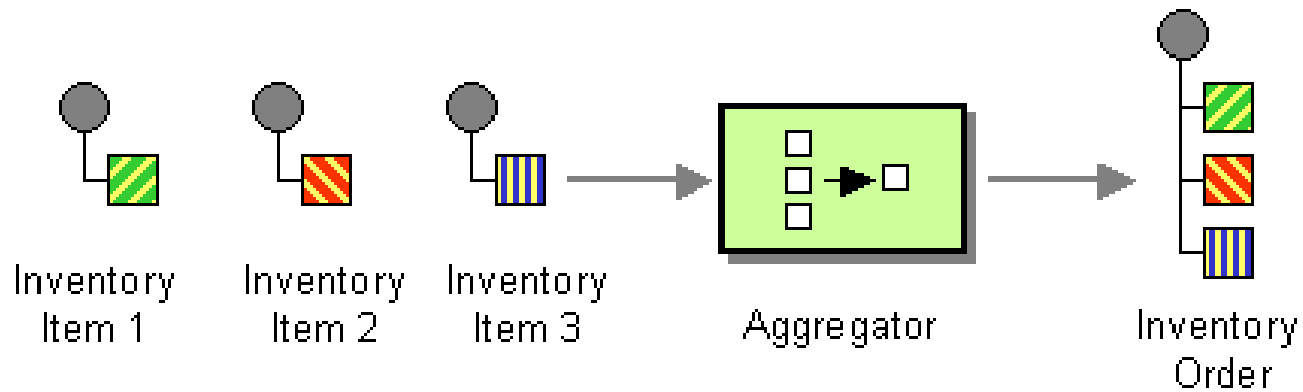 Inventory
Item 1
Inventory
Item 2
Inventory
Item 3
Aggregator
Inventory
Order